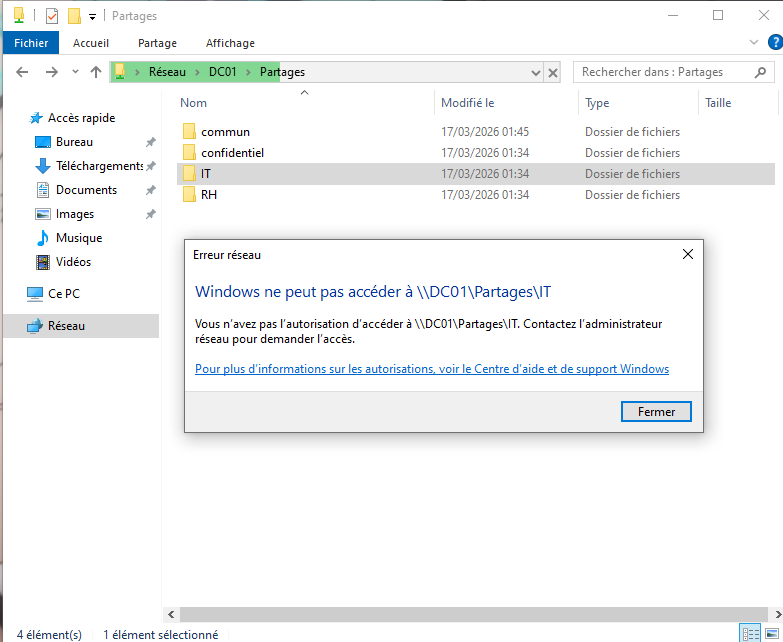 Partages
Fichier Accueil Partage Affichage
Réseau DC01 Partages Rechercher dans : Partages
Nom Modifié le Type Taille
Accès rapide
Bureau
Téléchargements
Documents
Images
Musique
Vidéos
Ce PC
Réseau
commun 17/03/2026 01:45 Dossier de fichiers
confidentiel 17/03/2026 01:34 Dossier de fichiers
IT 17/03/2026 01:34 Dossier de fichiers
RH 17/03/2026 01:34 Dossier de fichiers
Erreur réseau
Windows ne peut pas accéder à \\DC01\Partages\IT
Vous n’avez pas l’autorisation d’accéder à \\DC01\Partages\IT. Contactez l’administrateur
réseau pour demander l’accès.
Pour plus d’informations sur les autorisations, voir le Centre d’aide et de support Windows
Fermer
4 élément(s) 1 élément sélectionné